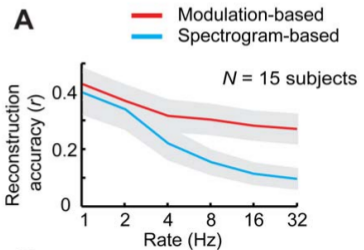 A
Modulation-based
Spectrogram-based
N = 15 subjects
Reconstruction
accuracy (r)
0.4
0.2
0
1 2 4 8 16 32
Rate (Hz)